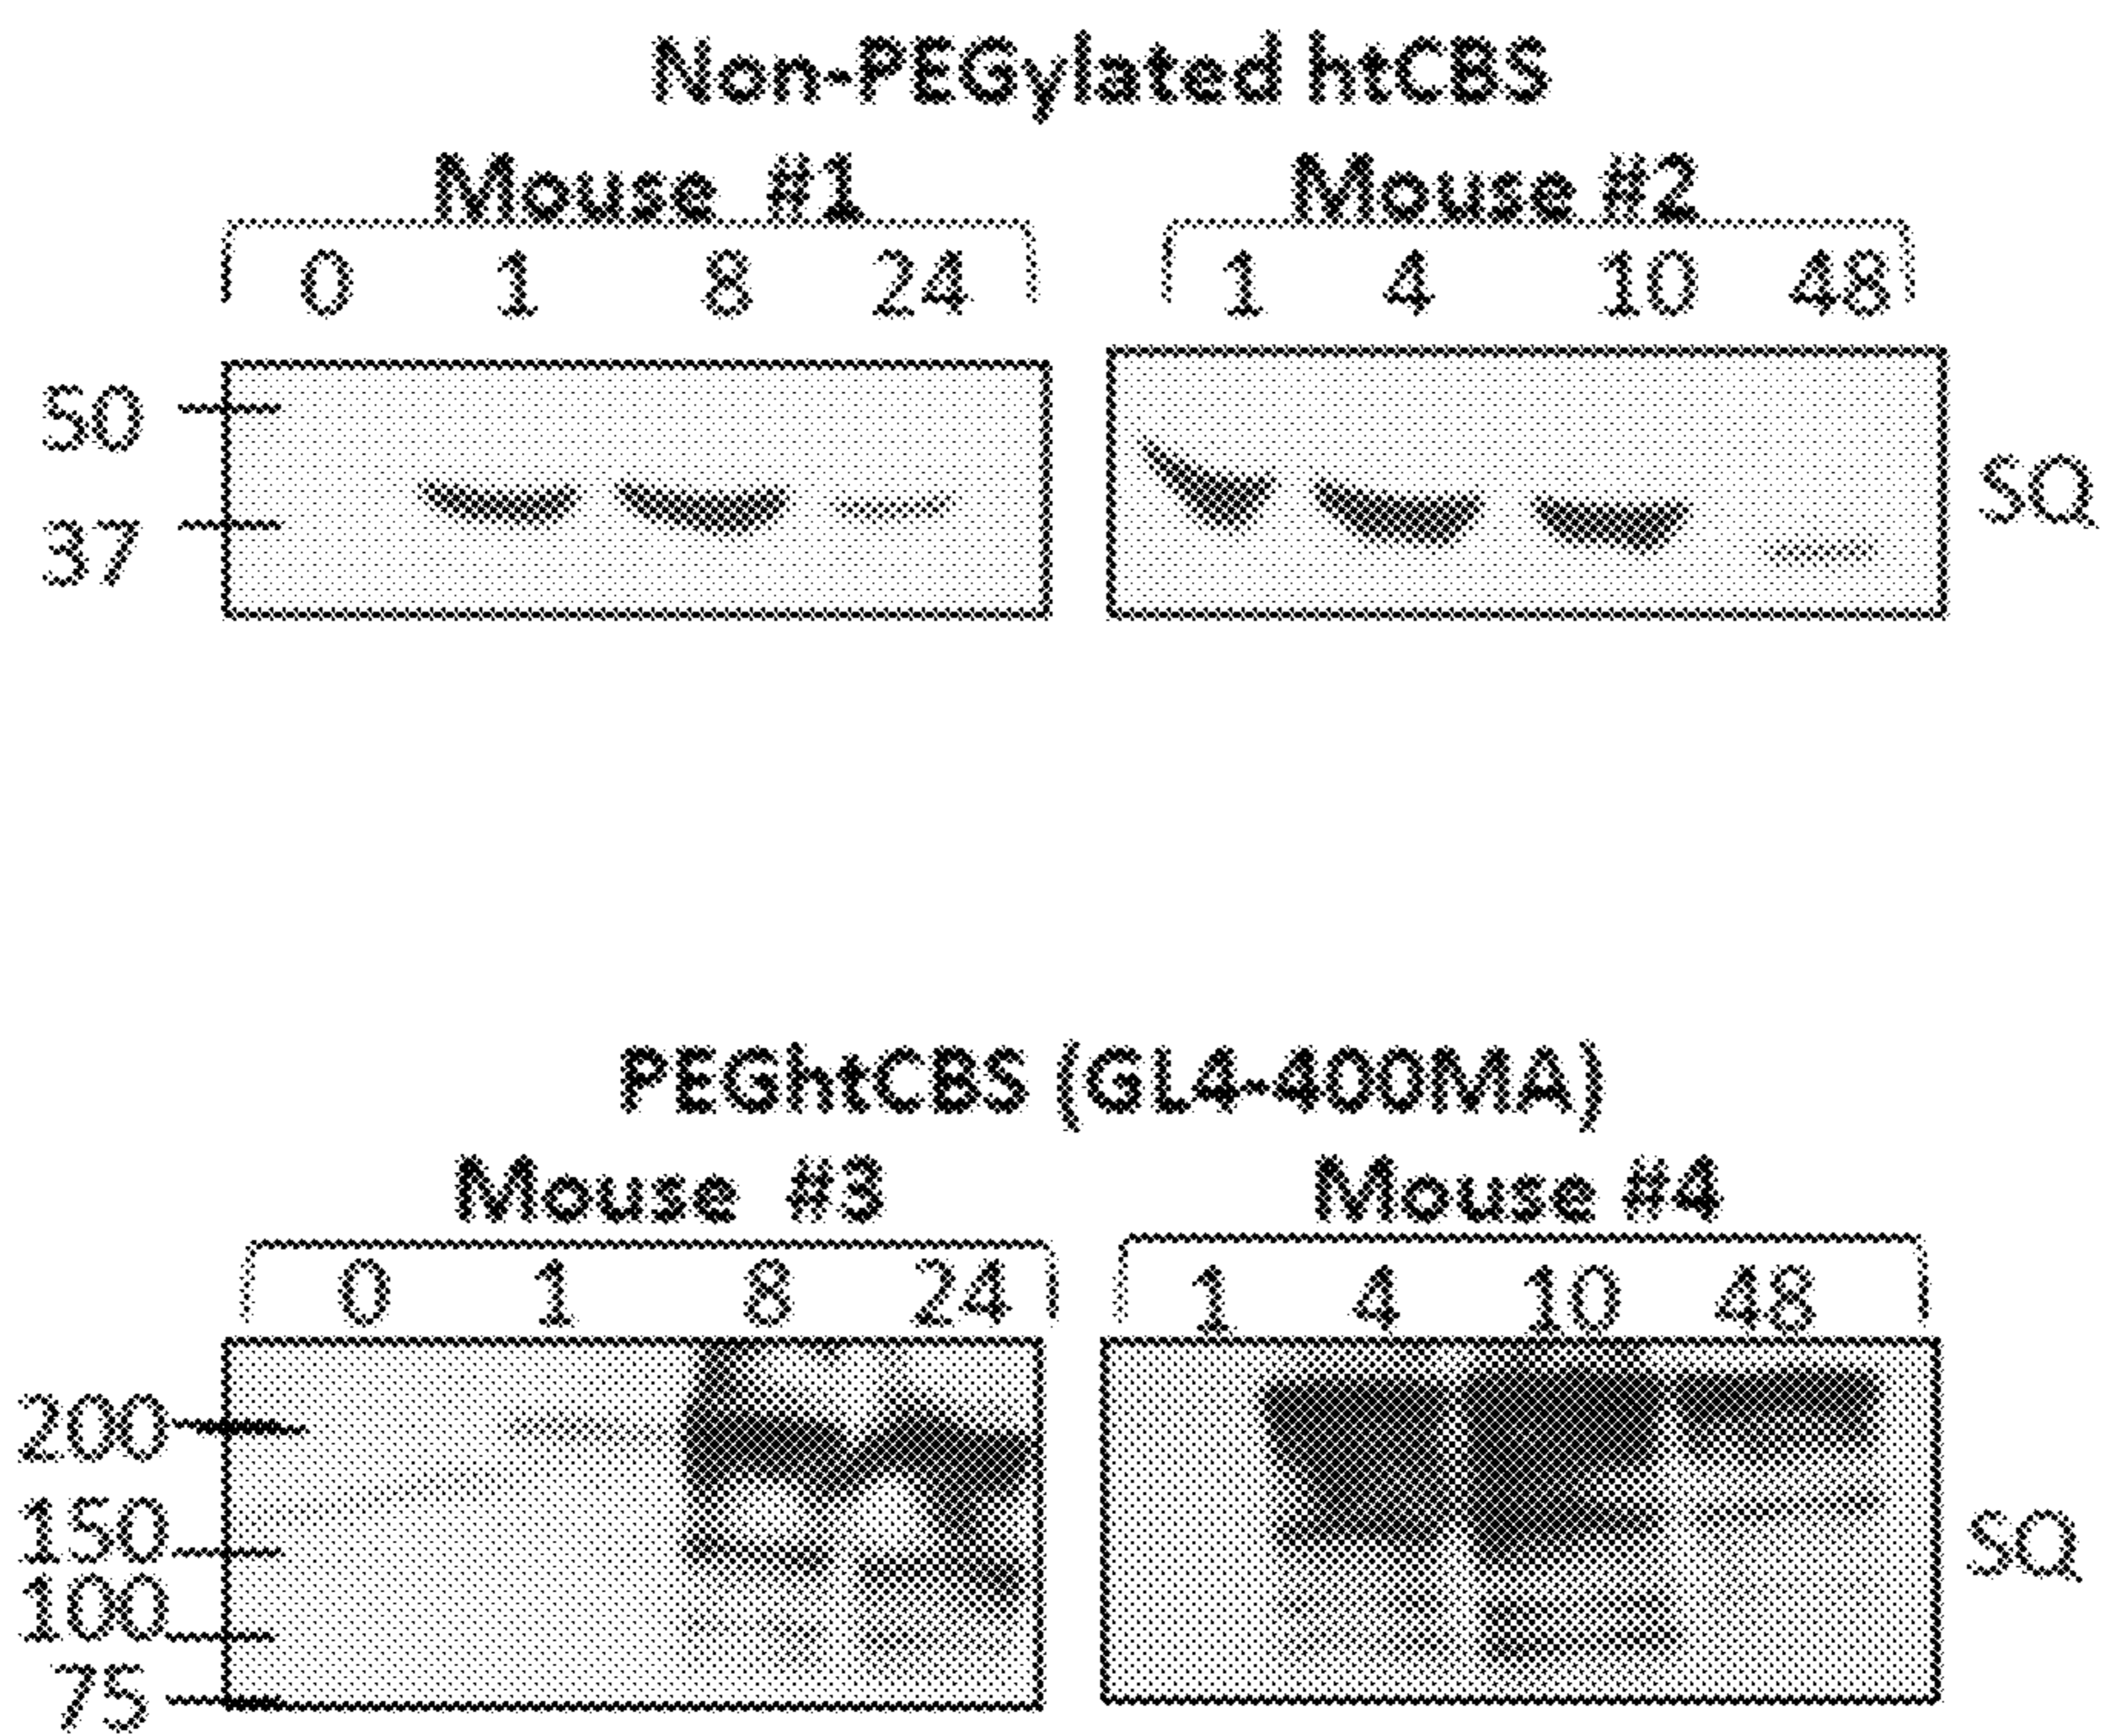 Non-PEGylated htCBS
Mouse #1 Mouse #2
0 1 8 24 1 4 10 48
50
SQ
37
PEGhtCBS (GL4-400MA)
Mouse #3 Mouse #4
0 1 8 24 1 4 10 48
200
150
SQ
100
75